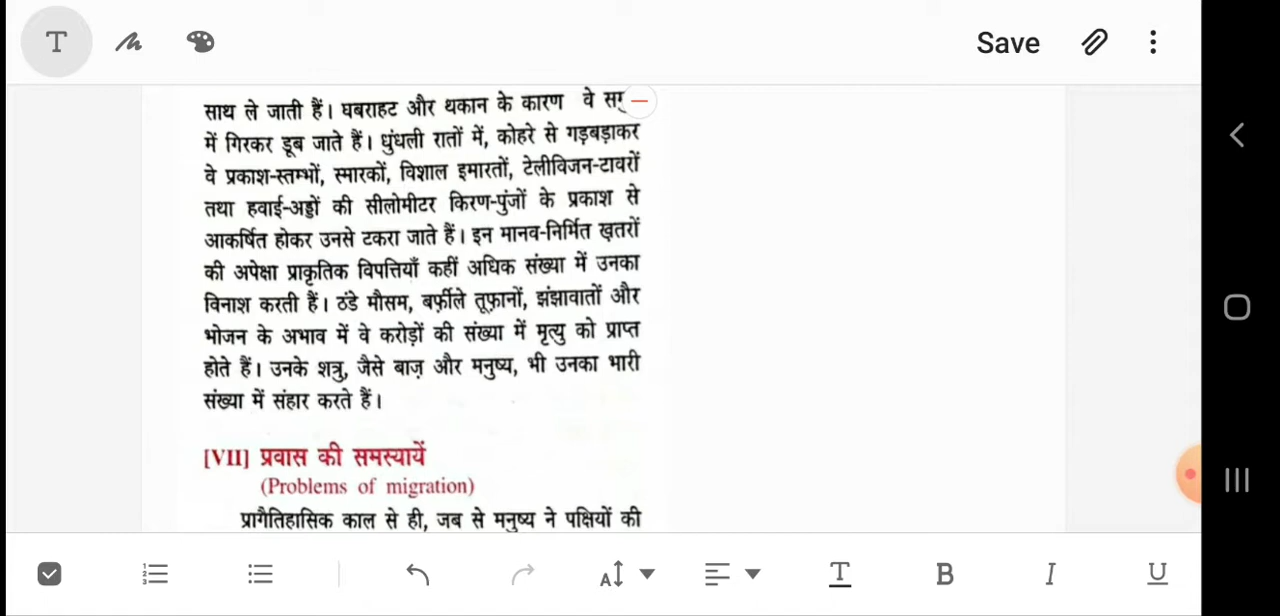 T
Save
साथ ले जाती हैं। घबराहट और थकान के कारण वे
में गिरकर डूब जाते हैं। धुंधली रातों में, कोहरे से गड़बड़ाकर
वे प्रकाश-स्तम्भों, स्मारकों, विशाल इमारतों, टेलीविजन-टावरों
तथा हवाई-अड्डों की सीलोमीटर किरण-पुंजों के प्रकाश से
आकर्षित होकर उनसे टकरा जाते हैं। इन मानव-निर्मित ख़तरों
की अपेक्षा प्राकृतिक विपत्तियाँ कहीं अधिक संख्या में उनका
विनाश करती हैं। ठंडे मौसम, बर्फ़ीले तूफ़ानों, झंझावातों और
भोजन के अभाव में वे करोड़ों की संख्या में मृत्यु को प्राप्त
होते हैं। उनके शत्रु, जैसे बाज़ और मनुष्य, भी उनका भारी
संख्या में संहार करते हैं।
[VII] प्रवास की समस्यायें
(Problems of migration)
प्रागैतिहासिक काल से ही, जब से मनुष्य ने पक्षियों की
A T B I U